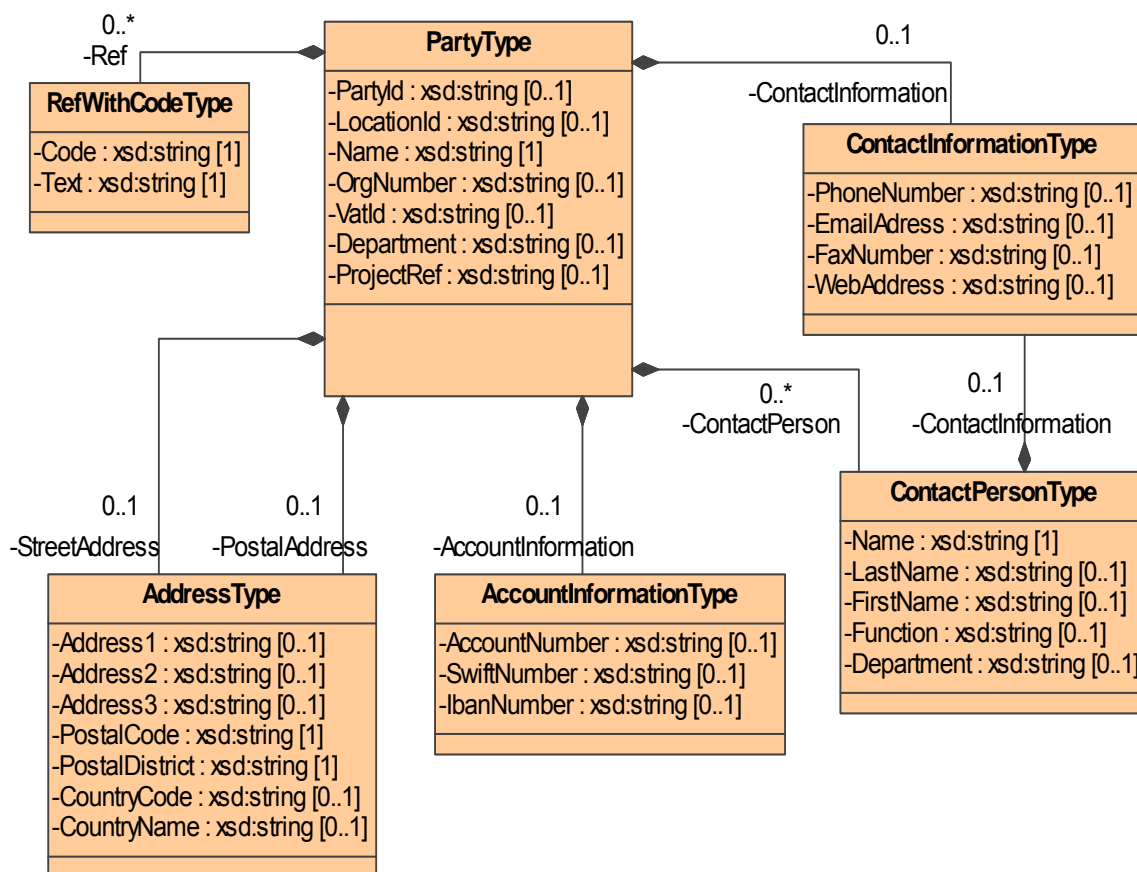 0..*
-Ref
RefWithCodeType
-Code : xsd:string [1]
-Text : xsd:string [1]
PartyType
-PartyId : xsd:string [0..1]
-LocationId : xsd:string [0..1]
-Name : xsd:string [1]
-OrgNumber : xsd:string [0..1]
-VatId : xsd:string [0..1]
-Department : xsd:string [0..1]
-ProjectRef : xsd:string [0..1]
0..1
-ContactInformation
ContactInformationType
-PhoneNumber : xsd:string [0..1]
-EmailAdress : xsd:string [0..1]
-FaxNumber : xsd:string [0..1]
-WebAddress : xsd:string [0..1]
0..*
-ContactPerson
0..1
-ContactInformation
ContactPersonType
-Name : xsd:string [1]
-LastName : xsd:string [0..1]
-FirstName : xsd:string [0..1]
-Function : xsd:string [0..1]
-Department : xsd:string [0..1]
0..1
-StreetAddress
0..1
-PostalAddress
0..1
-AccountInformation
AddressType
-Address1 : xsd:string [0..1]
-Address2 : xsd:string [0..1]
-Address3 : xsd:string [0..1]
-PostalCode : xsd:string [1]
-PostalDistrict : xsd:string [1]
-CountryCode : xsd:string [0..1]
-CountryName : xsd:string [0..1]
AccountInformationType
-AccountNumber : xsd:string [0..1]
-SwiftNumber : xsd:string [0..1]
-IbanNumber : xsd:string [0..1]